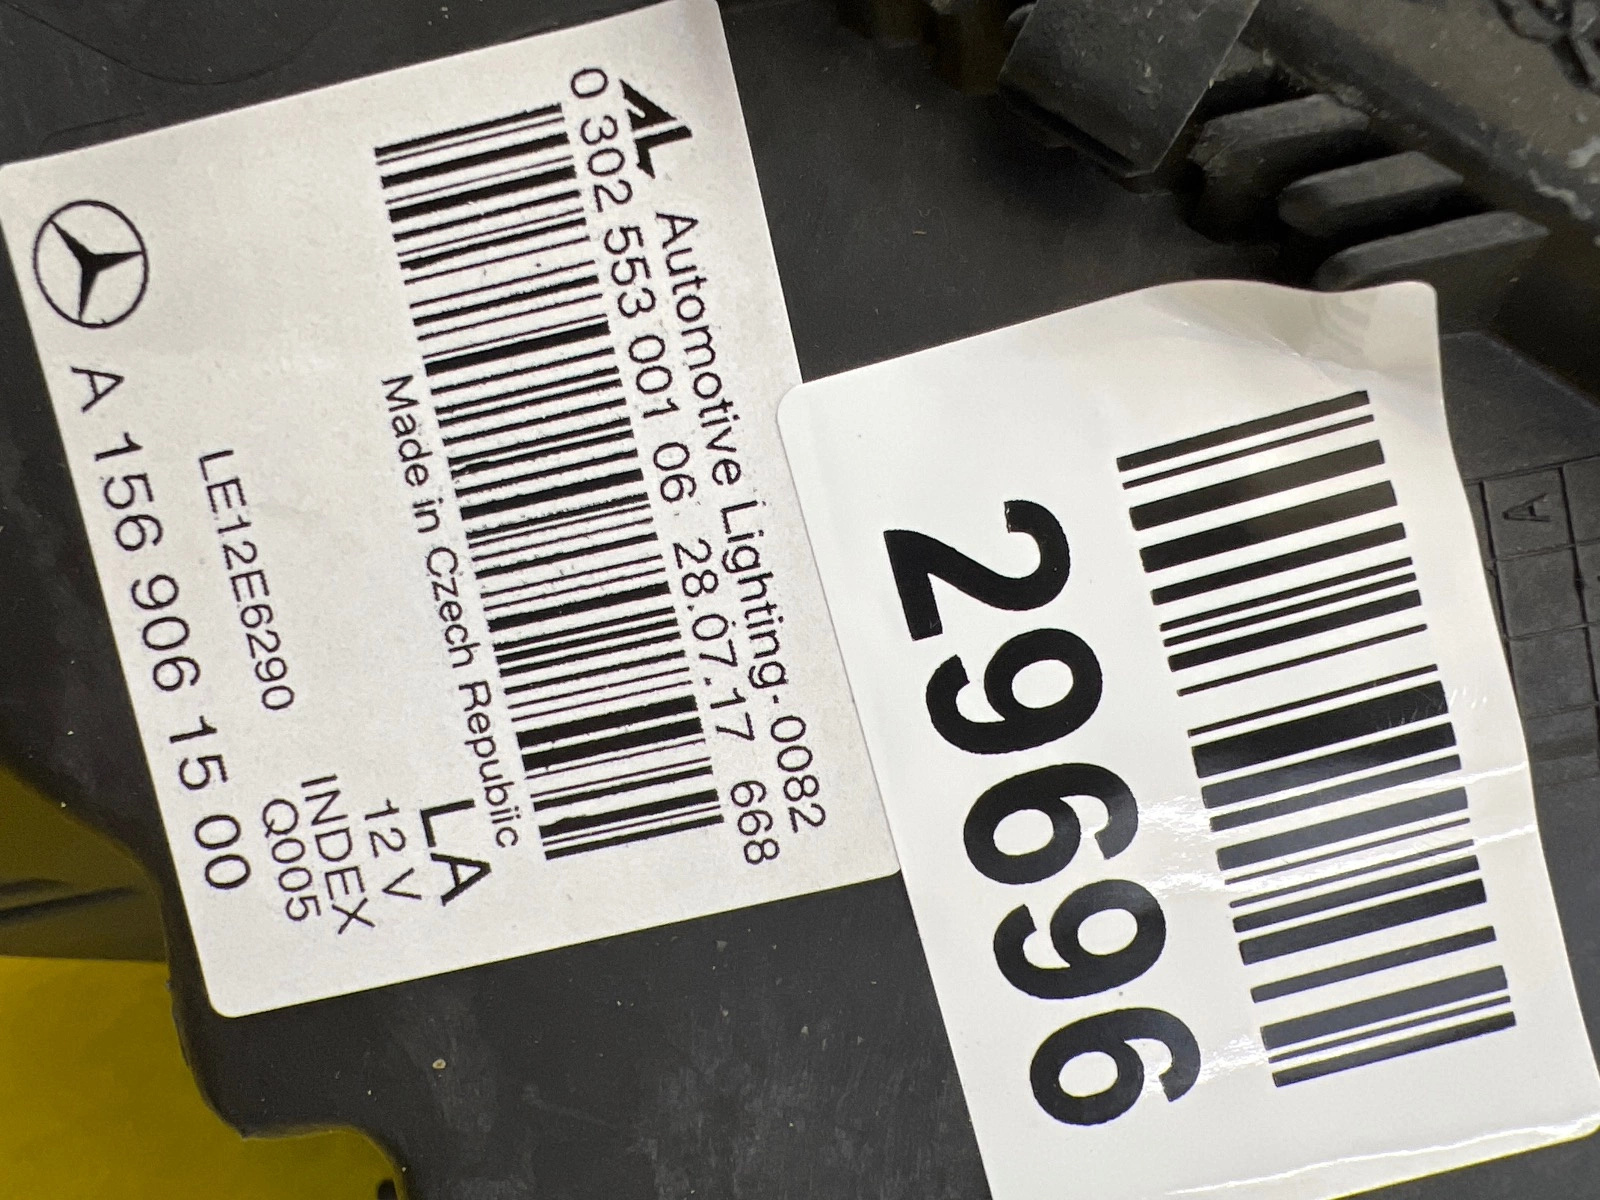 Automotive Lighting-0082
0 302 553 001 06 28.07.17 668
Made in Czech Republic
LA
12 V
INDEX
Q005
LE12E6290
A 156 906 15 00
29696
A